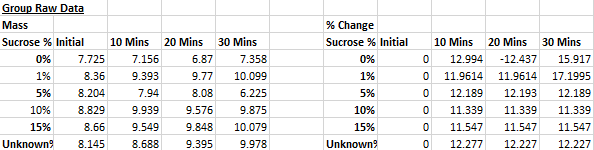 Group Raw Data
Mass % Change
Sucrose % Initial 10 Mins 20 Mins 30 Mins Sucrose % Initial 10 Mins 20 Mins 30 Mins
0% 7.725 7.156 6.87 7.358 0% 0 12.994 -12.437 15.917
1% 8.36 9.393 9.77 10.099 1% 0 11.9614 11.9614 17.1995
5% 8.204 7.94 8.08 6.225 5% 0 12.189 12.193 12.189
10% 8.829 9.939 9.576 9.875 10% 0 11.339 11.339 11.339
15% 8.66 9.549 9.848 10.079 15% 0 11.547 11.547 11.547
Unknown% 8.145 8.688 9.395 9.978 Unknown% 0 12.277 12.227 12.227